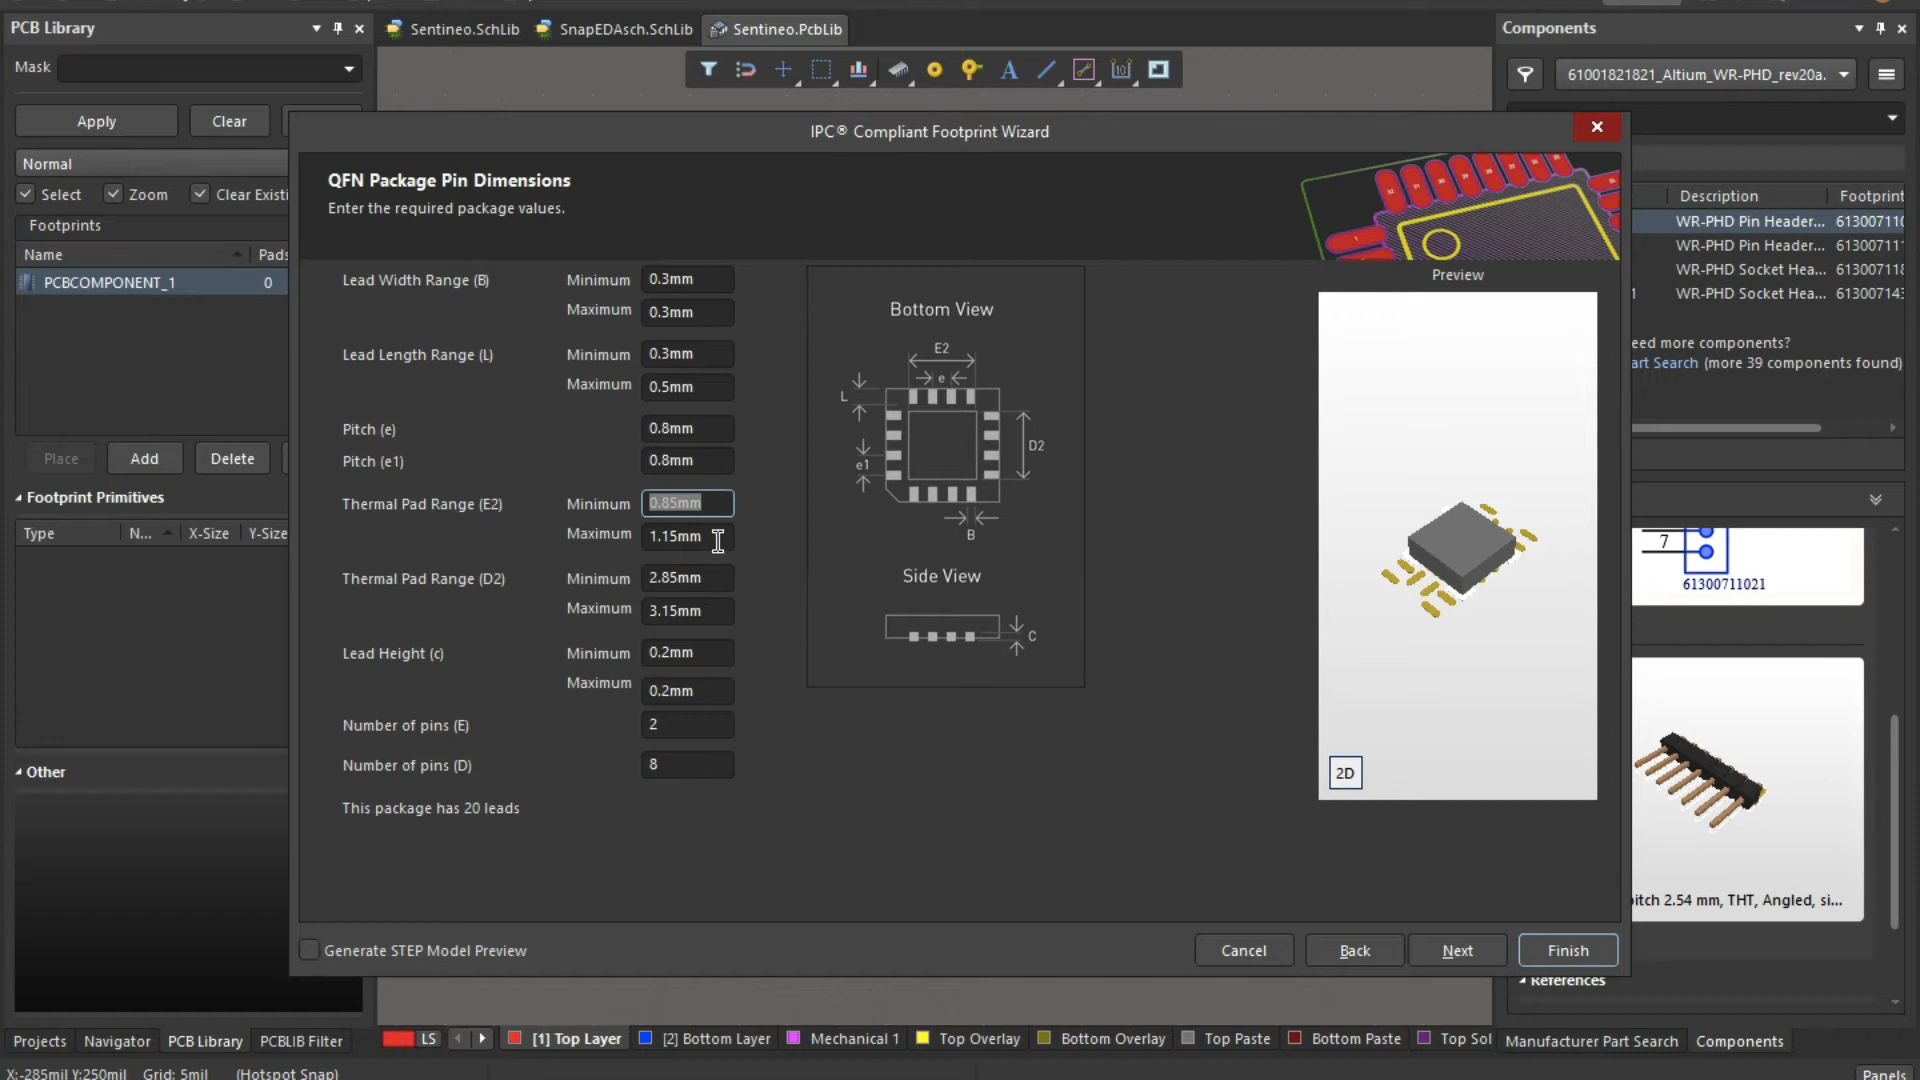 PCB Library
Sentineo.SchLib
SnapEDAsch.SchLib
Sentineo.PcbLib
Components
Mask
61001821821_Altium_WR-PHD_rev20a.
Apply
Clear
IPC® Compliant Footprint Wizard
Normal
Select
Zoom
Clear Existi
QFN Package Pin Dimensions
Enter the required package values.
Description
Footprint
Footprints
WR-PHD Pin Header...
61300711(
WR-PHD Pin Header...
61300711
WR-PHD Socket Hea...
613007118
WR-PHD Socket Hea...
61300714
Name
Pads
PCBCOMPONENT_1
0
Lead Width Range (B)
Minimum
0.3mm
Maximum
0.3mm
Lead Length Range (L)
Minimum
0.3mm
Maximum
0.5mm
Pitch (e)
0.8mm
Pitch (e1)
0.8mm
Thermal Pad Range (E2)
Minimum
0.85mm
Maximum
1.15mm
Thermal Pad Range (D2)
Minimum
2.85mm
Maximum
3.15mm
Lead Height (c)
Minimum
0.2mm
Maximum
0.2mm
Number of pins (E)
2
Number of pins (D)
8
This package has 20 leads
Bottom View
E2
e
L
D2
e1
B
Side View
C
Preview
2D
eed more components?
art Search (more 39 components found)
Place
Add
Delete
Footprint Primitives
Type
N...
X-Size
Y-Size
7
61300711021
Other
itch 2.54 mm, THT, Angled, si...
Generate STEP Model Preview
Cancel
Back
Next
Finish
References
Projects
Navigator
PCB Library
PCBLIB Filter
LS
[1] Top Layer
[2] Bottom Layer
Mechanical 1
Top Overlay
Bottom Overlay
Top Paste
Bottom Paste
Top Sol
Manufacturer Part Search
Components
X:-285mil Y:250mil
Grid: 5mil
(Hotspot Snap)
Panels